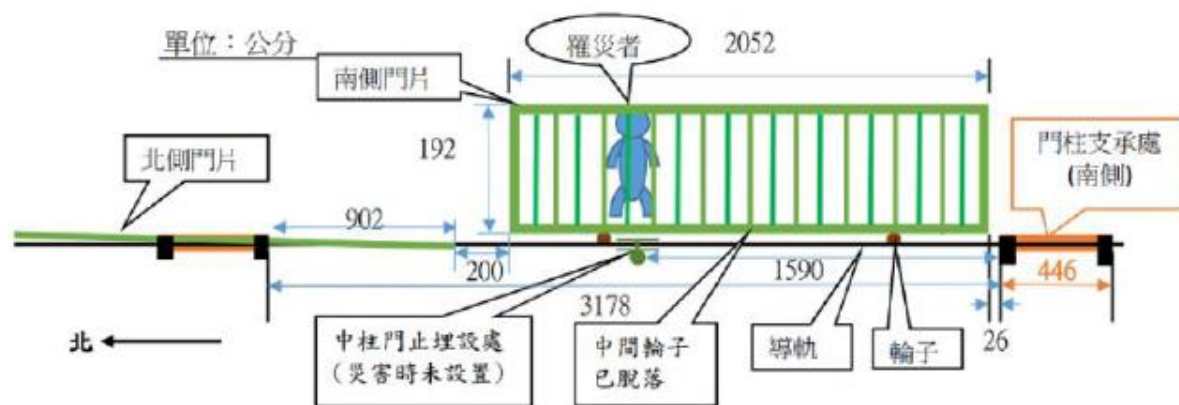 單位：公分
罹災者
2052
南側門片
192
北側門片
門柱支承處
(南側)
902
200
1590
446
3178
26
北
中柱門止埋設處
（災害時未設置）
中間輪子
已脫落
導軌
輪子